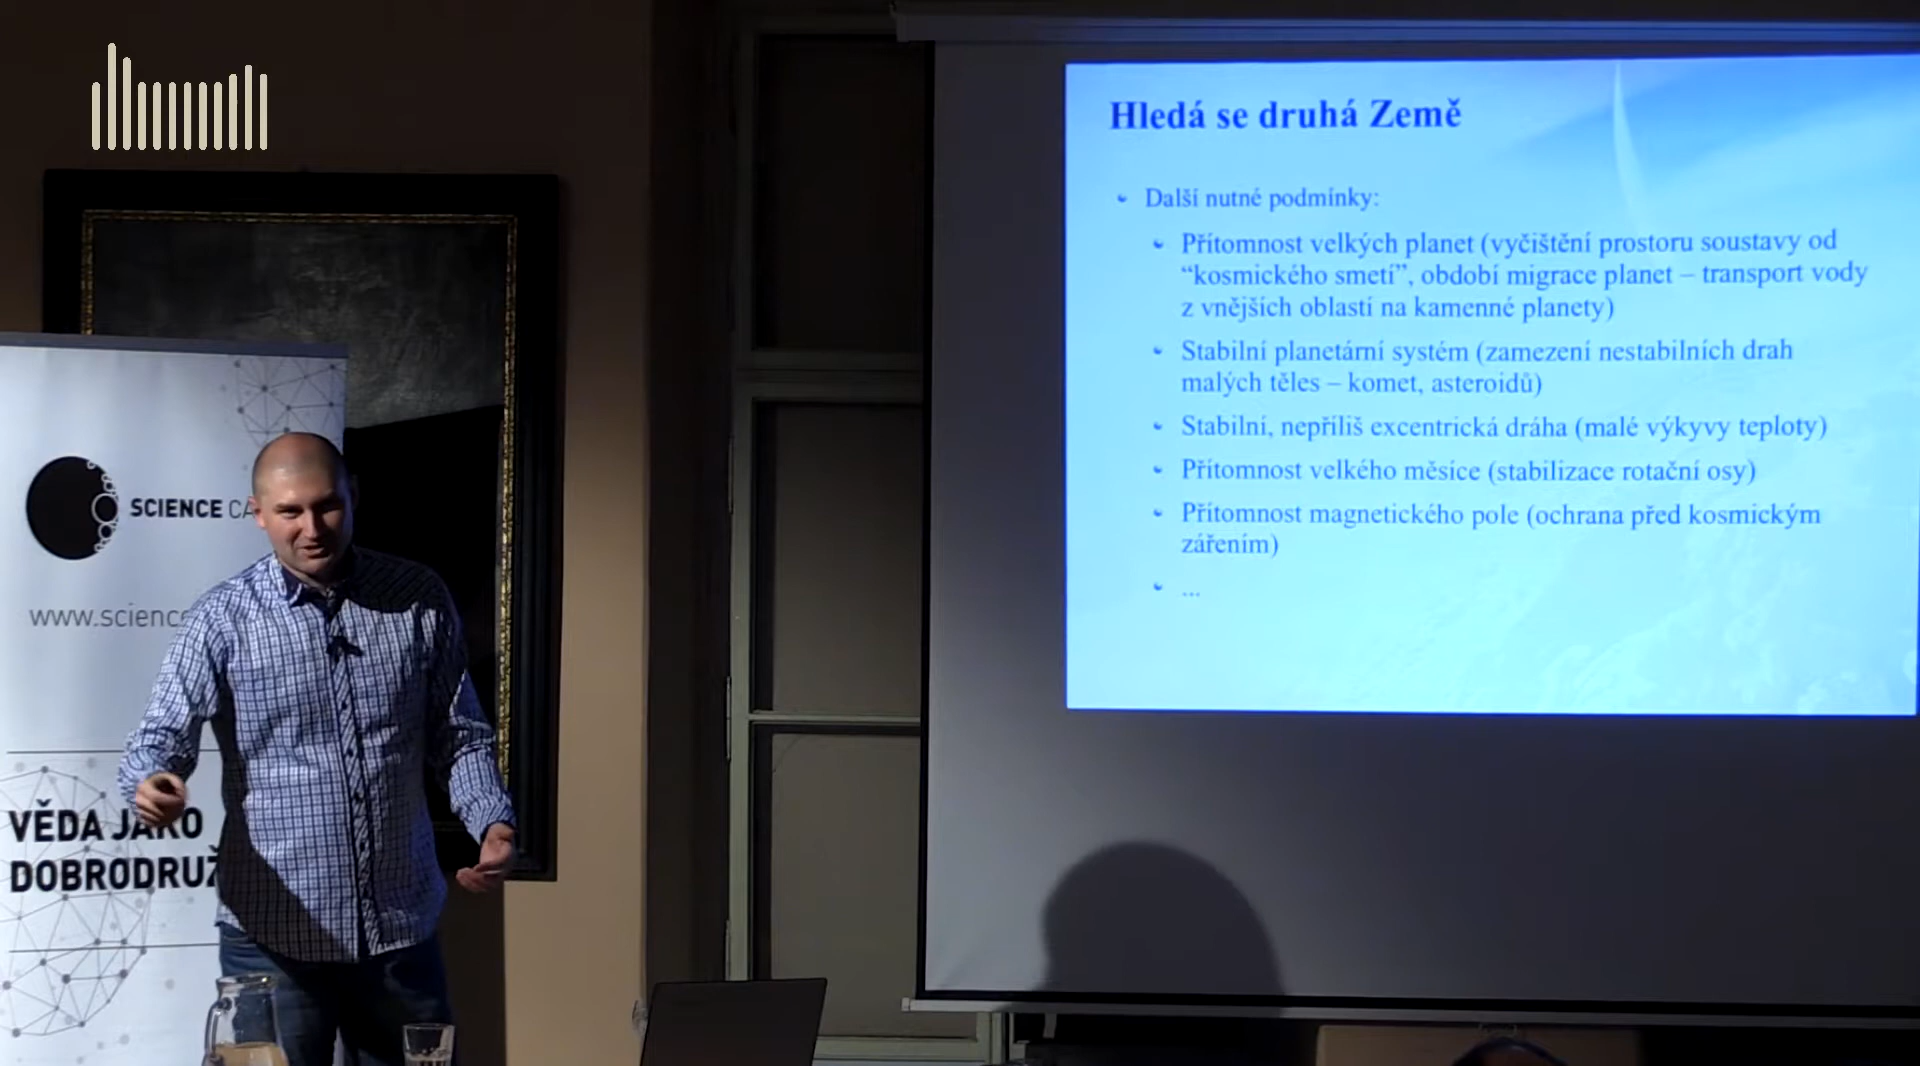 Hledá se druhá Země
Další nutné podmínky:
Přítomnost velkých planet (vyčištění prostoru soustavy od
“kosmického smetí”, období migrace planet – transport vody
z vnějších oblastí na kamenné planety)
Stabilní planetární systém (zamezení nestabilních drah
malých těles – komet, asteroidů)
Stabilní, nepříliš excentrická dráha (malé výkyvy teploty)
Přítomnost velkého měsíce (stabilizace rotační osy)
Přítomnost magnetického pole (ochrana před kosmickým
zářením)
...
SCIENCE CA
www.science
VĚDA JAKO
DOBRODRUŽ